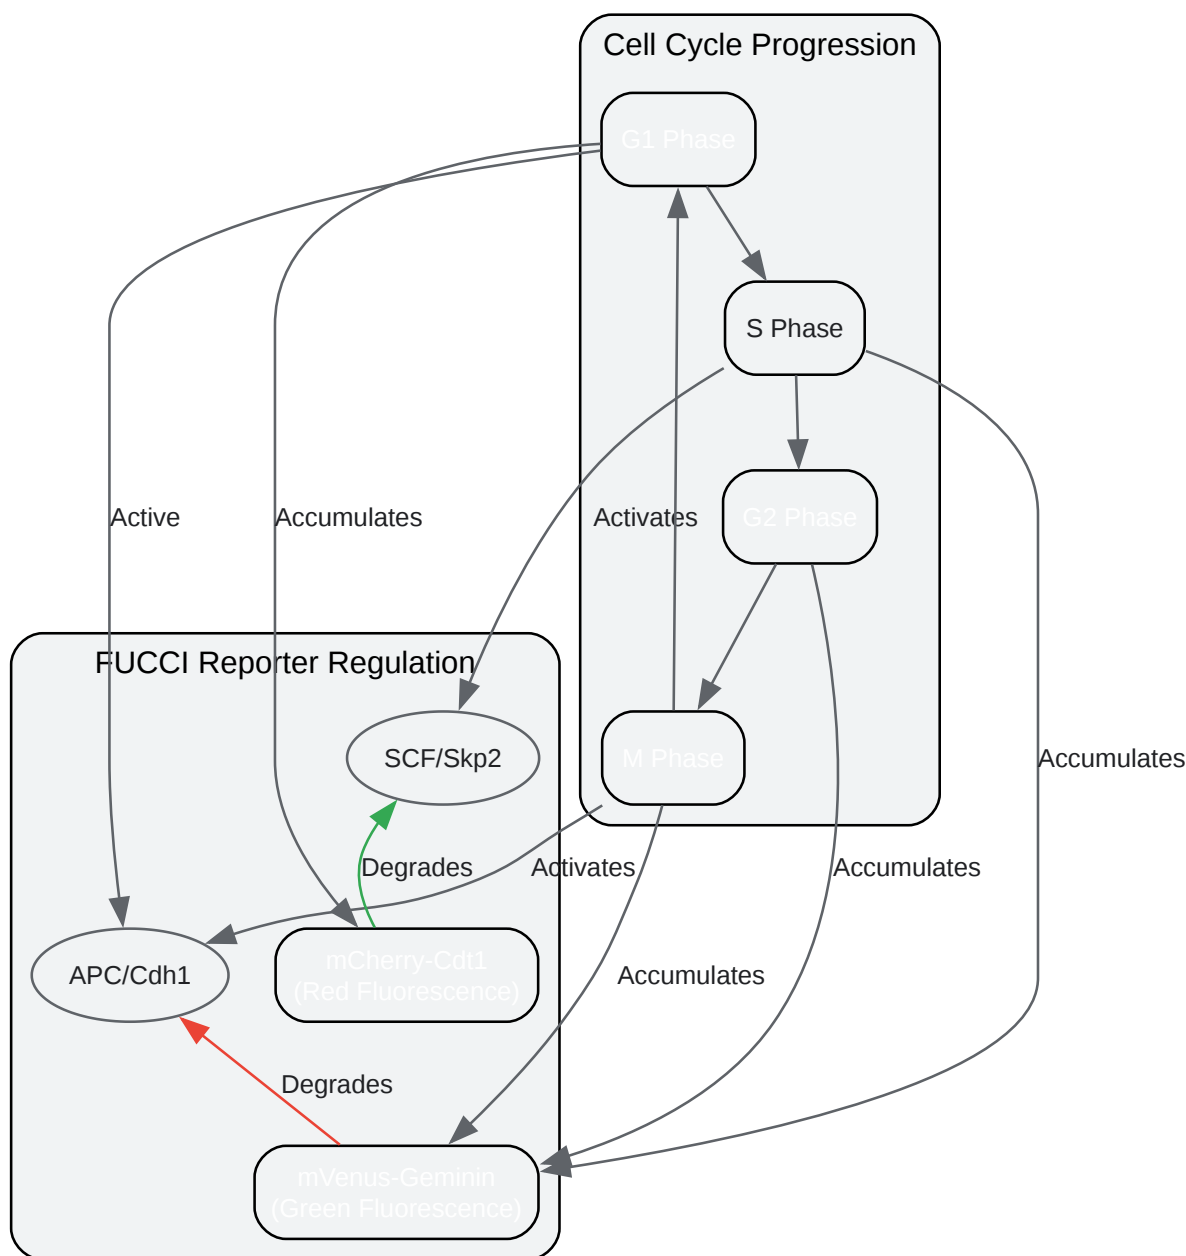 Cell Cycle Progression
G1 Phase
S Phase
Active
Accumulates
Activates
G2 Phase
FUCCI Reporter Regulation
SCF/Skp2
M Phase
Accumulates
Degrades
Activates
Accumulates
APC/Cdh1
mCherry-Cdt1
(Red Fluorescence)
Accumulates
Degrades
mVenus-Geminin
(Green Fluorescence)